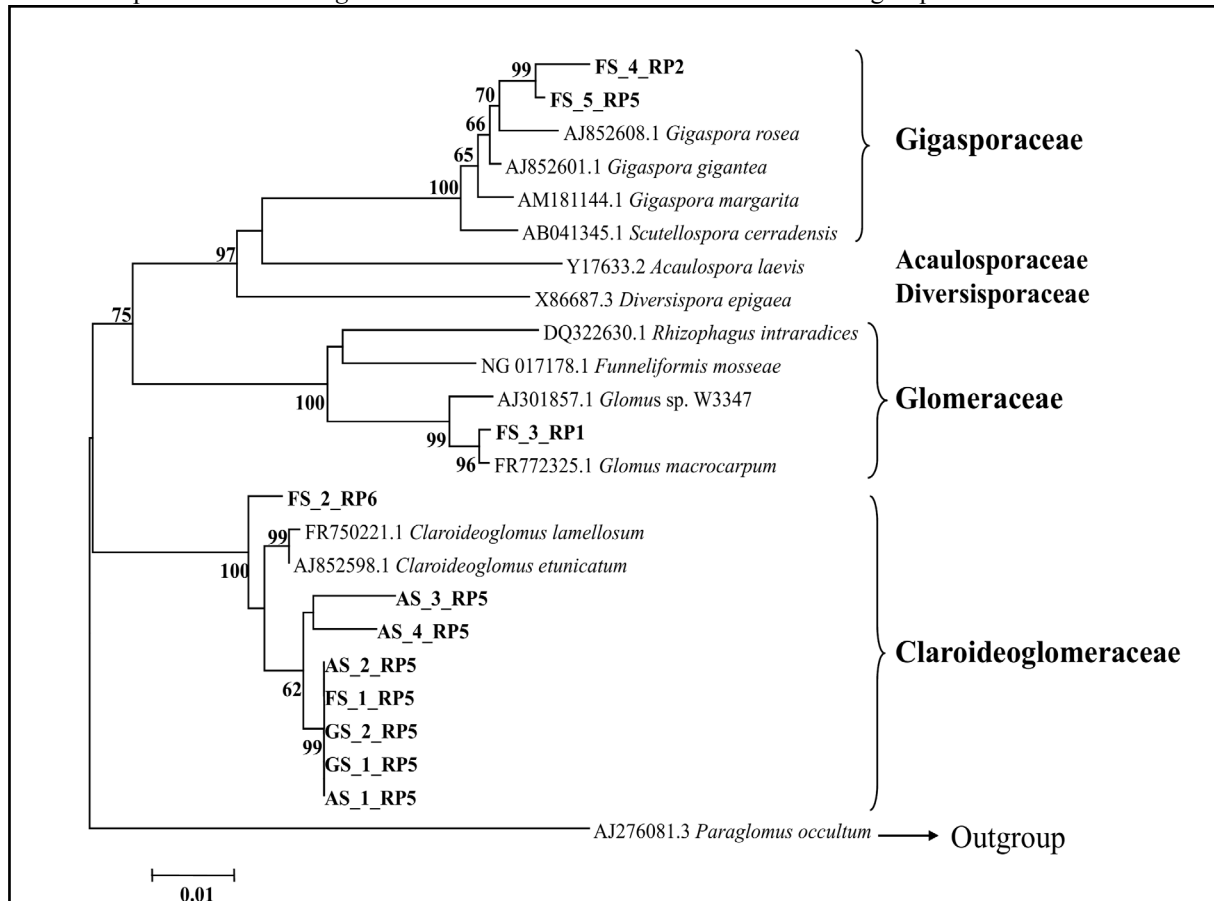 99 FS_4_RP2
FS_5_RP5
70
AJ852608.1 Gigaspora rosea
66
AJ852601.1 Gigaspora gigantea
65
AM181144.1 Gigaspora margarita
100
AB041345.1 Scutellospora cerradensis
Gigasporaceae
97
Y17633.2 Acaulospora laevis
Acaulosporaceae
X86687.3 Diversispora epigaea
Diversisporaceae
75
DQ322630.1 Rhizophagus intraradices
NG 017178.1 Funneliformis mosseae
100
AJ301857.1 Glomus sp. W3347
99
FS_3_RP1
96
FR772325.1 Glomus macrocarpum
Glomeraceae
FS_2_RP6
99
FR750221.1 Claroideoglomus lamellosum
100
AJ852598.1 Claroideoglomus etunicatum
AS_3_RP5
AS_4_RP5
62
AS_2_RP5
FS_1_RP5
99
GS_2_RP5
GS_1_RP5
AS_1_RP5
Claroideoglomeraceae
AJ276081.3 Paraglomus occultum
Outgroup
0.01